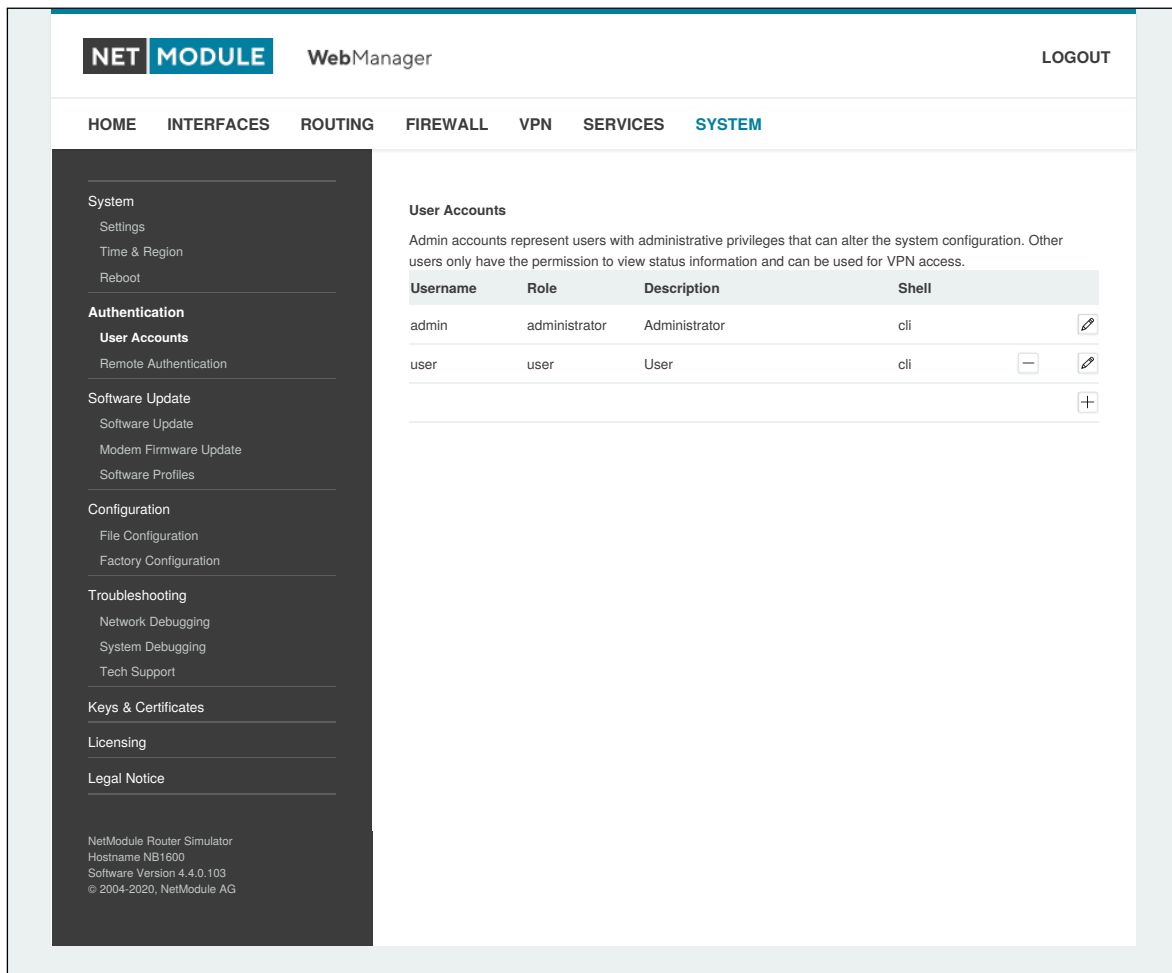 NET MODULE WebManager LOGOUT
HOME INTERFACES ROUTING FIREWALL VPN SERVICES SYSTEM
System
Settings
Time & Region
Reboot
Authentication
User Accounts
Remote Authentication
Software Update
Software Update
Modem Firmware Update
Software Profiles
Configuration
File Configuration
Factory Configuration
Troubleshooting
Network Debugging
System Debugging
Tech Support
Keys & Certificates
Licensing
Legal Notice
NetModule Router Simulator
Hostname NB1600
Software Version 4.4.0.103
© 2004-2020, NetModule AG
User Accounts
Admin accounts represent users with administrative privileges that can alter the system configuration. Other
users only have the permission to view status information and can be used for VPN access.
Username Role Description Shell
admin administrator Administrator cli
user user User cli